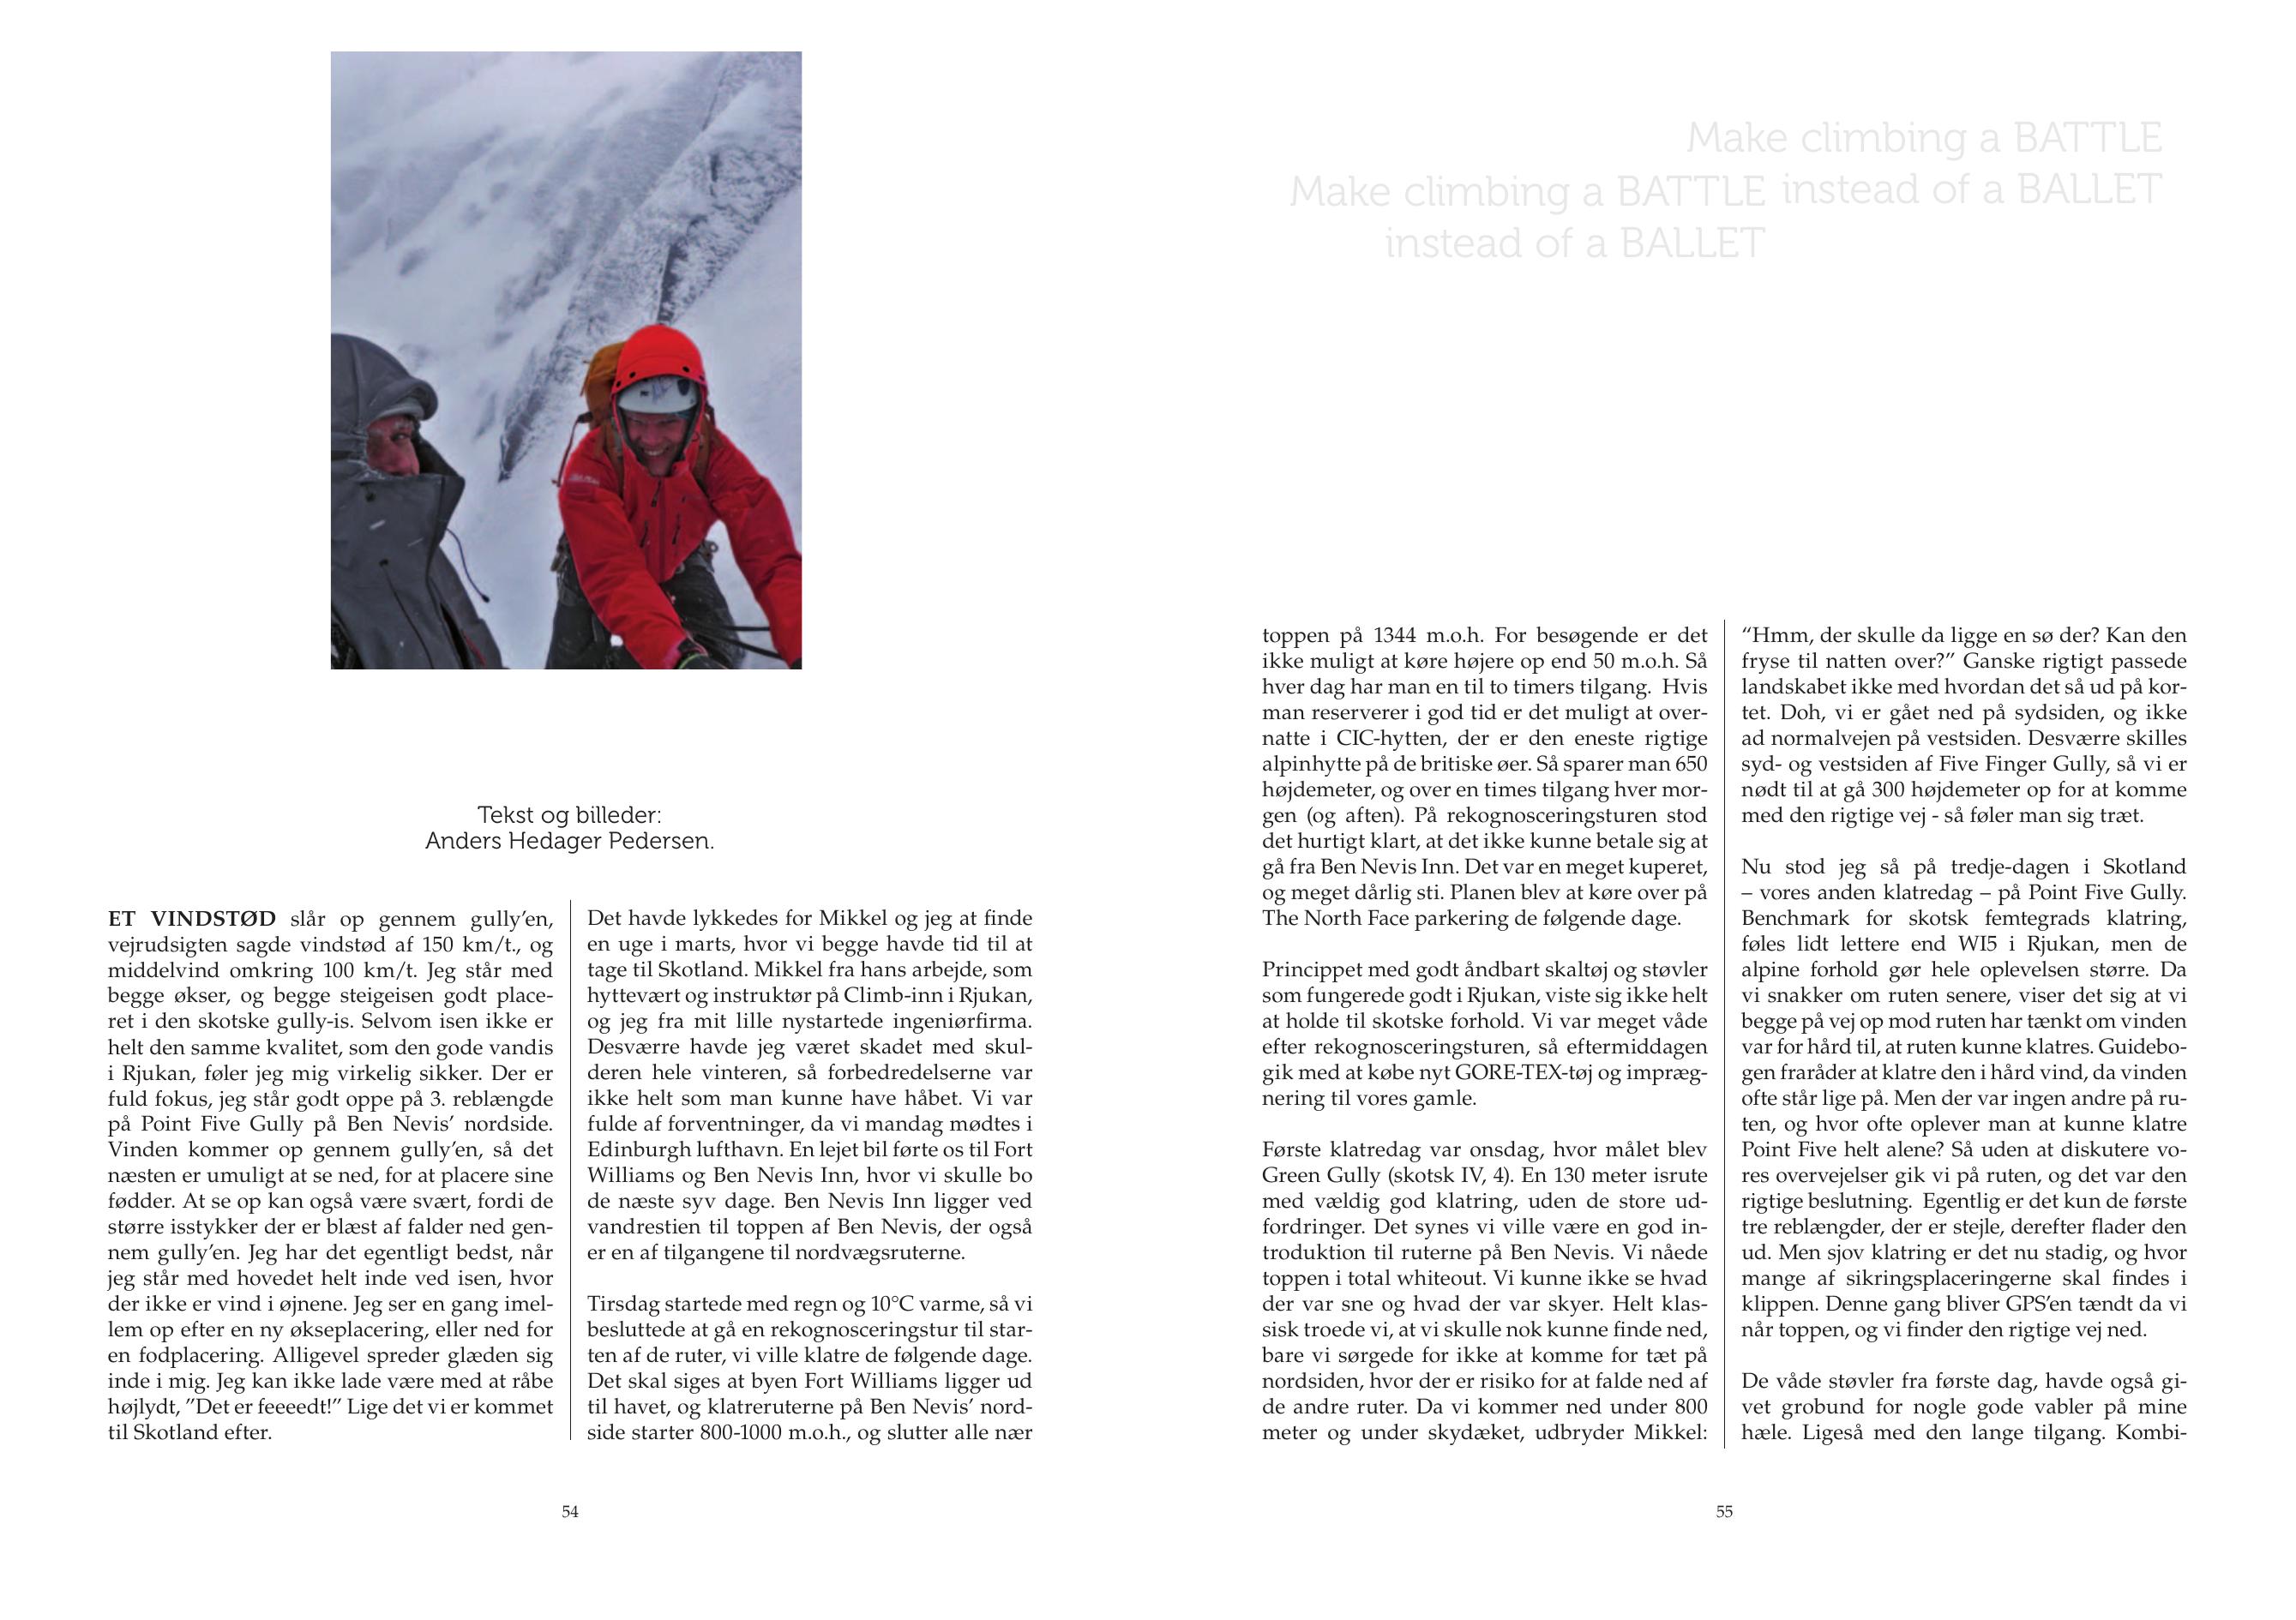 Tekst og billeder:
Anders Hedager Pedersen.
ET VINDSTØD slår op gennem gully’en,
vejrudsigten sagde vindstød af 150 km/t., og
middelvind omkring 100 km/t. Jeg står med
begge økser, og begge steigeisen godt place-
ret i den skotske gully-is. Selvom isen ikke er
helt den samme kvalitet, som den gode vandis
i Rjukan, føler jeg mig virkelig sikker. Der er
fuld fokus, jeg står godt oppe på 3. reblængde
på Point Five Gully på Ben Nevis’ nordside.
Vinden kommer op gennem gully’en, så det
næsten er umuligt at se ned, for at placere sine
fødder. At se op kan også være svært, fordi de
større isstykker der er blæst af falder ned gen-
nem gully’en. Jeg har det egentligt bedst, når
jeg står med hovedet helt inde ved isen, hvor
der ikke er vind i øjnene. Jeg ser en gang imel-
lem op efter en ny økseplacering, eller ned for
en fodplacering. Alligevel spreder glæden sig
inde i mig. Jeg kan ikke lade være med at råbe
højlydt, ”Det er feeeedt!” Lige det vi er kommet
til Skotland efter.
Det havde lykkedes for Mikkel og jeg at finde
en uge i marts, hvor vi begge havde tid til at
tage til Skotland. Mikkel fra hans arbejde, som
hyttevært og instruktør på Climb-inn i Rjukan,
og jeg fra mit lille nystartede ingeniørfirma.
Desværre havde jeg været skadet med skul-
deren hele vinteren, så forbedredelserne var
ikke helt som man kunne have håbet. Vi var
fulde af forventninger, da vi mandag mødtes i
Edinburgh lufthavn. En lejet bil førte os til Fort
Williams og Ben Nevis Inn, hvor vi skulle bo
de næste syv dage. Ben Nevis Inn ligger ved
vandrestien til toppen af Ben Nevis, der også
er en af tilgangene til nordvægsruterne.
Tirsdag startede med regn og 10°C varme, så vi
besluttede at gå en rekognosceringstur til star-
ten af de ruter, vi ville klatre de følgende dage.
Det skal siges at byen Fort Williams ligger ud
til havet, og klatreruterne på Ben Nevis’ nord-
side starter 800-1000 m.o.h., og slutter alle nær
54
Make climbing a BATTLE
instead of a BALLET
Make climbing a BATTLE
instead of a BALLET
toppen på 1344 m.o.h. For besøgende er det
ikke muligt at køre højere op end 50 m.o.h. Så
hver dag har man en til to timers tilgang. Hvis
man reserverer i god tid er det muligt at over-
natte i CIC-hytten, der er den eneste rigtige
alpinhytte på de britiske øer. Så sparer man 650
højdemeter, og over en times tilgang hver mor-
gen (og aften). På rekognosceringsturen stod
det hurtigt klart, at det ikke kunne betale sig at
gå fra Ben Nevis Inn. Det var en meget kuperet,
og meget dårlig sti. Planen blev at køre over på
The North Face parkering de følgende dage.
Princippet med godt åndbart skaltøj og støvler
som fungerede godt i Rjukan, viste sig ikke helt
at holde til skotske forhold. Vi var meget våde
efter rekognosceringsturen, så eftermiddagen
gik med at købe nyt GORE-TEX-tøj og impræg-
nering til vores gamle.
Første klatredag var onsdag, hvor målet blev
Green Gully (skotsk IV, 4). En 130 meter isrute
med vældig god klatring, uden de store ud-
fordringer. Det synes vi ville være en god in-
troduktion til ruterne på Ben Nevis. Vi nåede
toppen i total whiteout. Vi kunne ikke se hvad
der var sne og hvad der var skyer. Helt klas-
sisk troede vi, at vi skulle nok kunne finde ned,
bare vi sørgede for ikke at komme for tæt på
nordsiden, hvor der er risiko for at falde ned af
de andre ruter. Da vi kommer ned under 800
meter og under skydæket, udbryder Mikkel:
“Hmm, der skulle da ligge en sø der? Kan den
fryse til natten over?” Ganske rigtigt passede
landskabet ikke med hvordan det så ud på kor-
tet. Doh, vi er gået ned på sydsiden, og ikke
ad normalvejen på vestsiden. Desværre skilles
syd- og vestsiden af Five Finger Gully, så vi er
nødt til at gå 300 højdemeter op for at komme
med den rigtige vej - så føler man sig træt.
Nu stod jeg så på tredje-dagen i Skotland
– vores anden klatredag – på Point Five Gully.
Benchmark for skotsk femtegrads klatring,
føles lidt lettere end WI5 i Rjukan, men de
alpine forhold gør hele oplevelsen større. Da
vi snakker om ruten senere, viser det sig at vi
begge på vej op mod ruten har tænkt om vinden
var for hård til, at ruten kunne klatres. Guidebo-
gen fraråder at klatre den i hård vind, da vinden
ofte står lige på. Men der var ingen andre på ru-
ten, og hvor ofte oplever man at kunne klatre
Point Five helt alene? Så uden at diskutere vo-
res overvejelser gik vi på ruten, og det var den
rigtige beslutning. Egentlig er det kun de første
tre reblængder, der er stejle, derefter flader den
ud. Men sjov klatring er det nu stadig, og hvor
mange af sikringsplaceringerne skal findes i
klippen. Denne gang bliver GPS’en tændt da vi
når toppen, og vi finder den rigtige vej ned.
De våde støvler fra første dag, havde også gi-
vet grobund for nogle gode vabler på mine
hæle. Ligeså med den lange tilgang. Kombi-
55